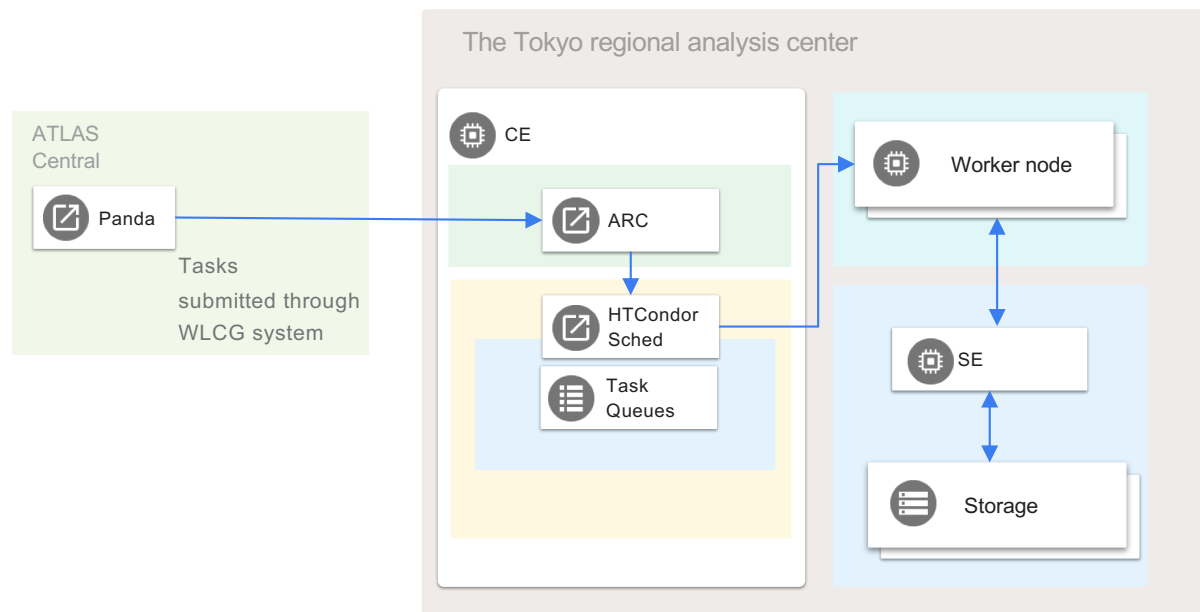 The Tokyo regional analysis center
ATLAS
Central
Panda
Tasks
submitted through
WLCG system
CE
ARC
HTCondor
Sched
Task
Queues
Worker node
SE
Storage